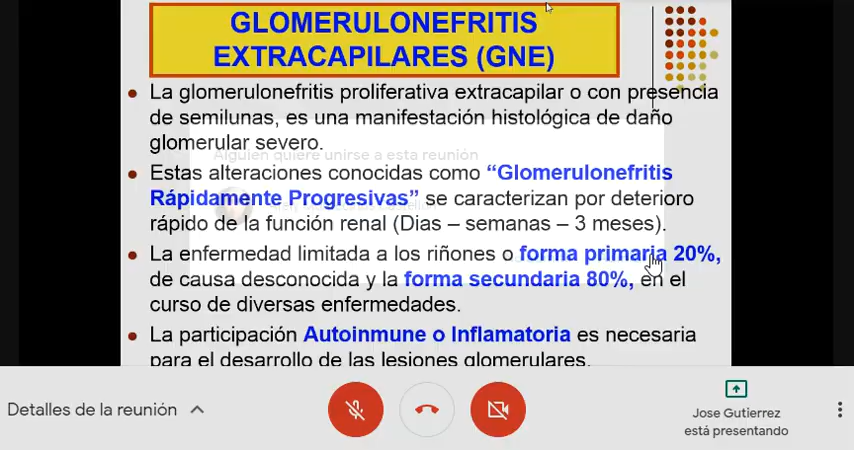 GLOMERULONEFRITIS
EXTRACAPILARES (GNE)
• La glomerulonefritis proliferativa extracapilar o con presencia
de semilunas, es una manifestación histológica de daño
glomerular severo.
Alguien quiere unirse a esta reunión
• Estas alteraciones conocidas como “Glomerulonefritis
Rápidamente Progresivas” se caracterizan por deterioro
rápido de la función renal (Dias – semanas – 3 meses).
• La enfermedad limitada a los riñones o forma primaria 20%,
de causa desconocida y la forma secundaria 80%, en el
curso de diversas enfermedades.
• La participación Autoinmune o Inflamatoria es necesaria
para el desarrollo de las lesiones glomerulares.
Detalles de la reunión
Jose Gutierrez
está presentando